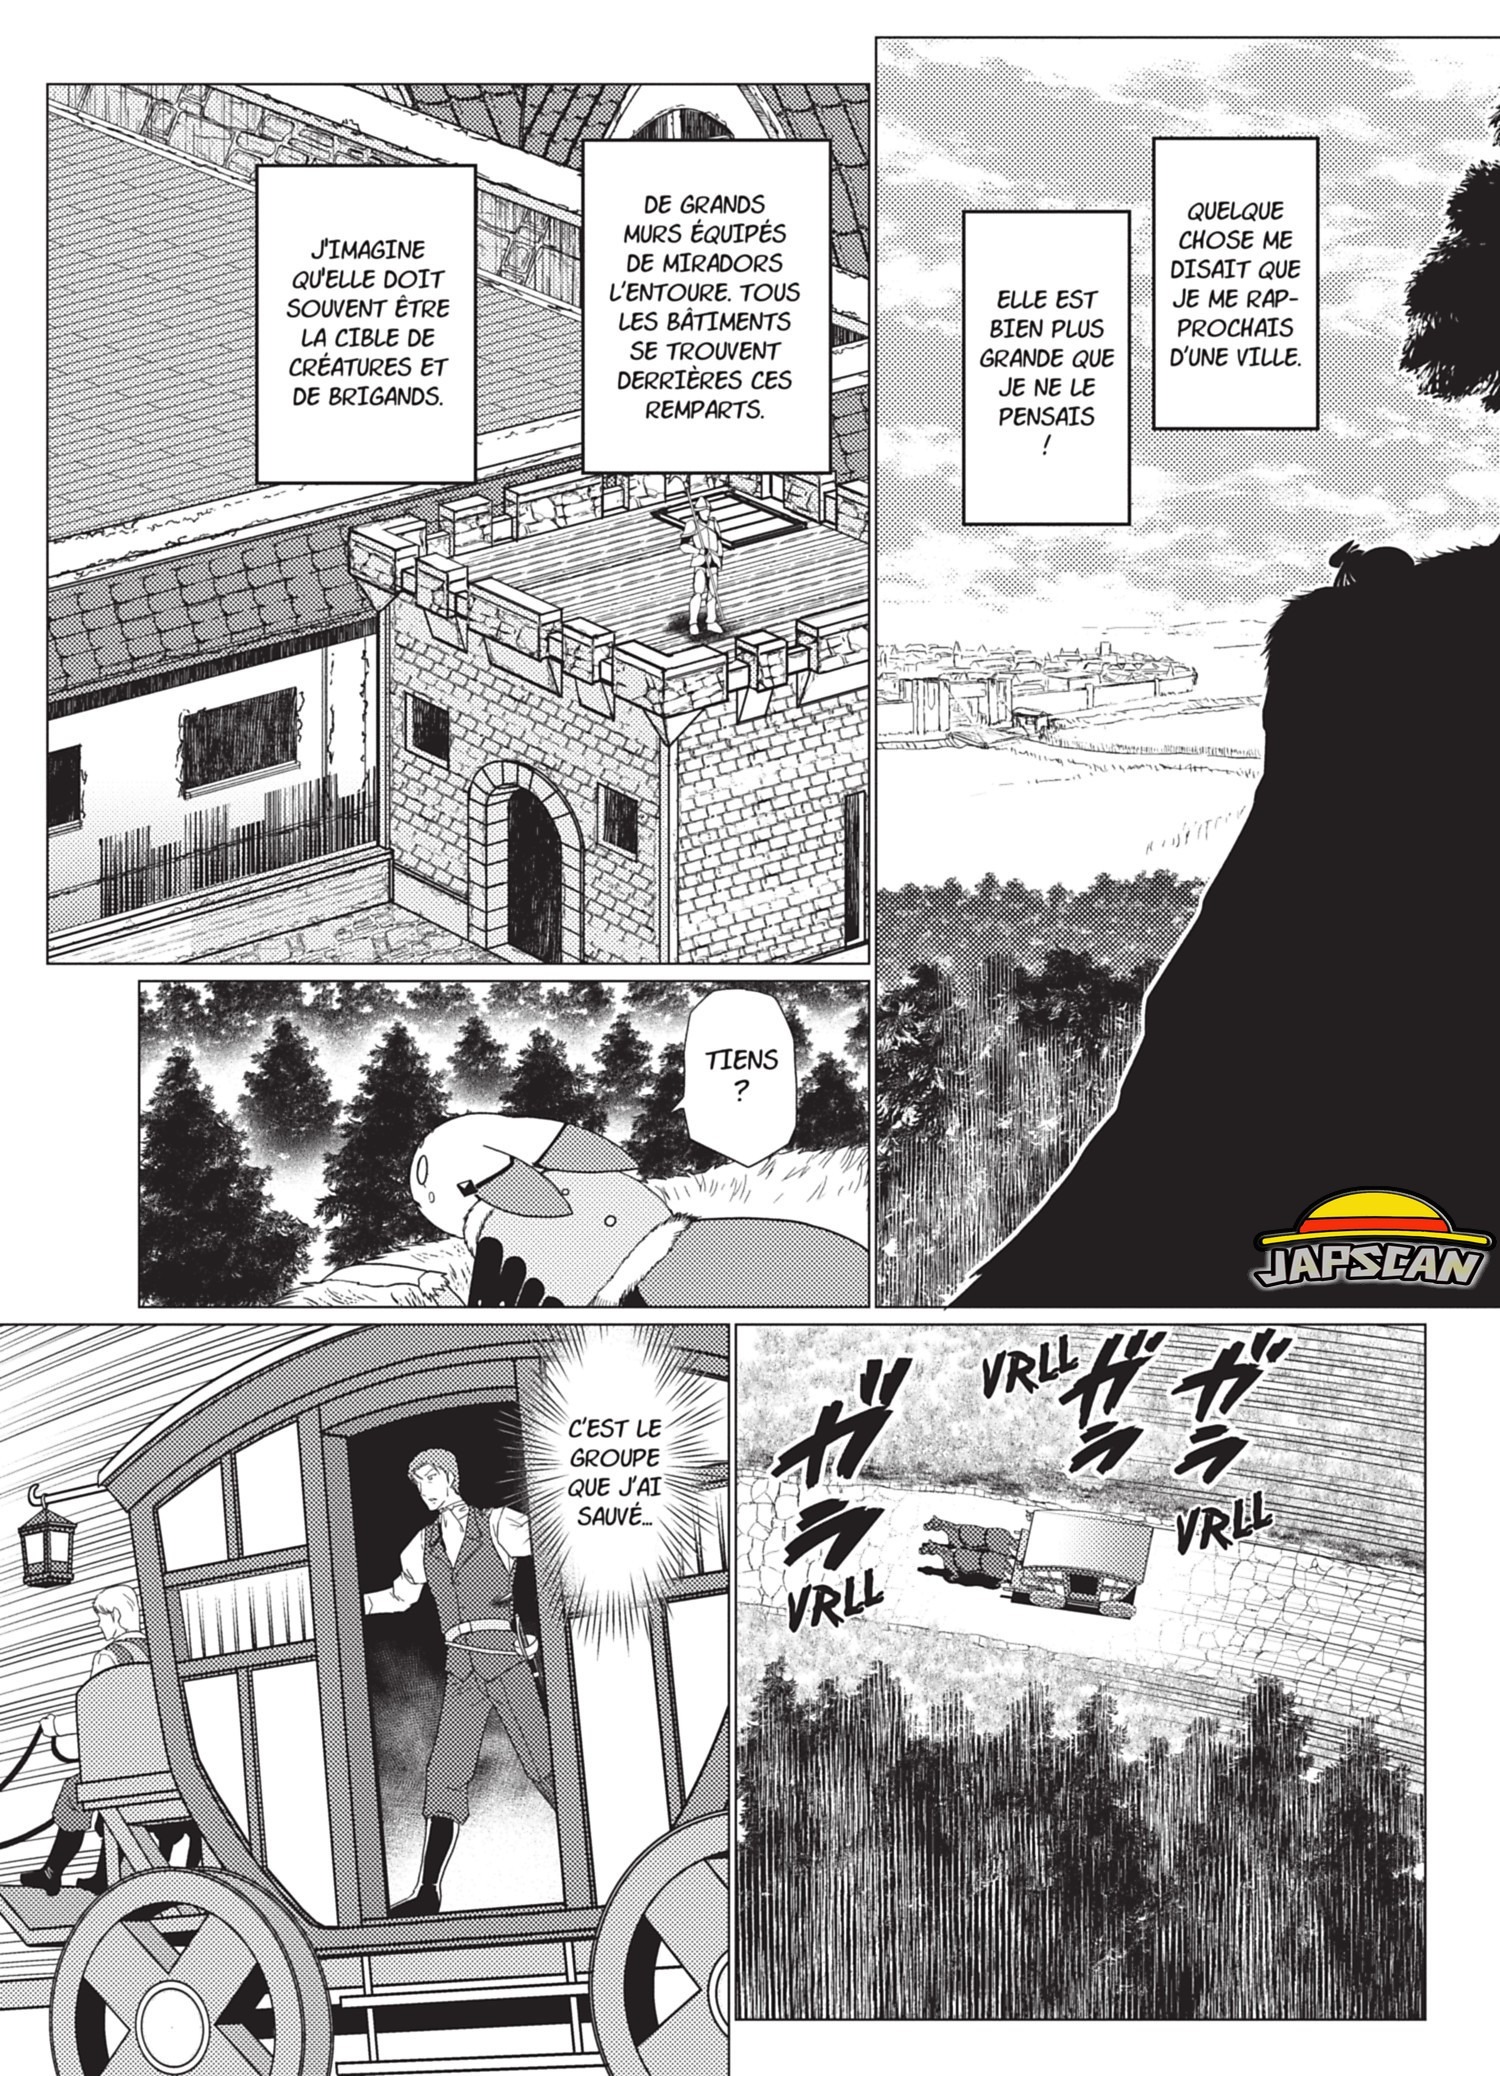 QUELQUE
CHOSE ME
DISAIT QUE
JE ME RAP-
PROCHAIS
D'UNE VILLE.
ELLE EST
BIEN PLUS
GRANDE QUE
JE NE LE
PENSAIS
!
DE GRANDS
MURS ÉQUIPÉS
DE MIRADORS
L'ENTOURE. TOUS
LES BÂTIMENTS
SE TROUVENT
DERRIÈRES CES
REMPARTS.
J'IMAGINE
QU'ELLE DOIT
SOUVENT ÊTRE
LA CIBLE DE
CRÉATURES ET
DE BRIGANDS.
TIENS
?
JAPSCAN
ガラ
VRLL
ガラ
VRLL
ガラ
VRLL
C'EST LE
GROUPE
QUE J'AI
SAUVÉ...